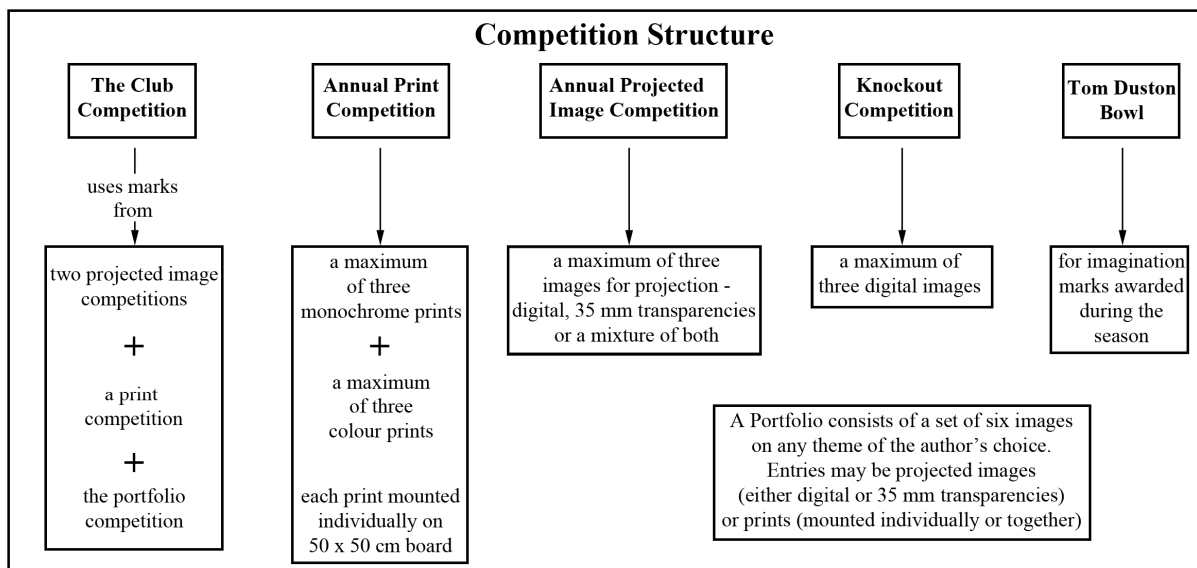 Competition Structure
The Club
Competition
uses marks
from
two projected image
competitions
+
a print
competition
+
the portfolio
competition
Annual Print
Competition
a maximum
of three
monochrome prints
+
a maximum
of three
colour prints
each print mounted
individually on
50 x 50 cm board
Annual Projected
Image Competition
a maximum of three
images for projection -
digital, 35 mm transparencies
or a mixture of both
Knockout
Competition
a maximum of
three digital images
Tom Duston
Bowl
for imagination
marks awarded
during the
season
A Portfolio consists of a set of six images
on any theme of the author’s choice.
Entries may be projected images
(either digital or 35 mm transparencies)
or prints (mounted individually or together)